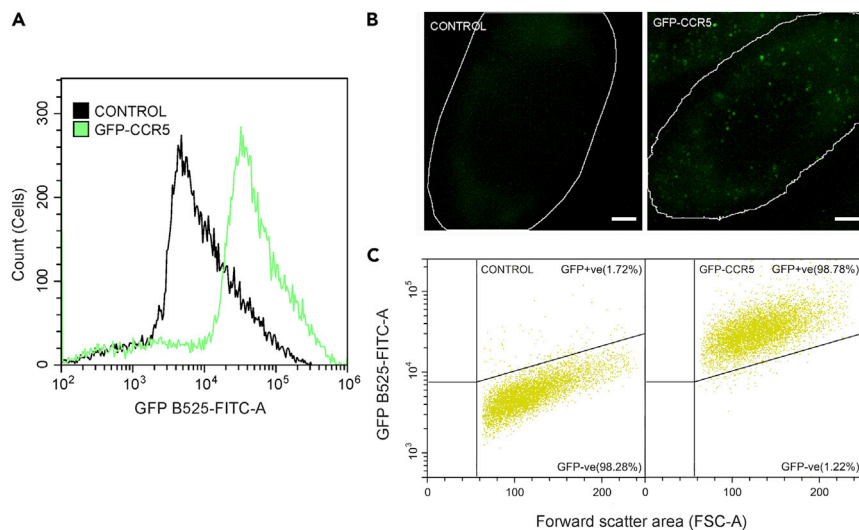 A
CONTROL
GFP-CCR5
Count (Cells)
300
200
100
0
10² 10³ 10⁴ 10⁵ 10⁶
GFP B525-FITC-A
B
CONTROL
GFP-CCR5
C
CONTROL GFP+ve(1.72%)
GFP-CCR5 GFP+ve(98.78%)
GFP B525-FITC-A
10⁵
10⁴
10³
GFP-ve(98.28%)
GFP-ve(1.22%)
0 100 200 0 100 200
Forward scatter area (FSC-A)